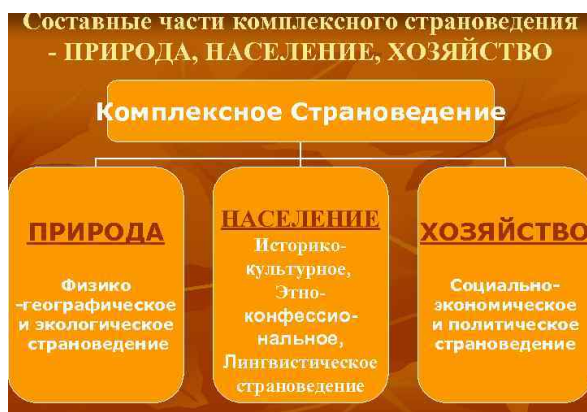 Составные части комплексного страноведения
- ПРИРОДА, НАСЕЛЕНИЕ, ХОЗЯЙСТВО
Комплексное Страноведение
ПРИРОДА
Физико
-географическое
и экологическое
страноведение
НАСЕЛЕНИЕ
Историко-
культурное,
Этно-
конфессио-
нальное,
Лингвистическое
страноведение
ХОЗЯЙСТВО
Социально-
экономическое
и политическое
страноведение